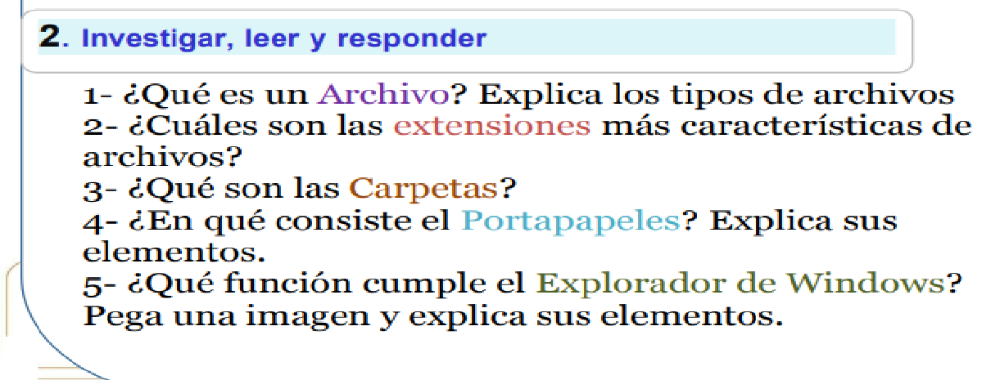 2. Investigar, leer y responder
1- ¿Qué es un Archivo? Explica los tipos de archivos
2- ¿Cuáles son las extensiones más características de
archivos?
3- ¿Qué son las Carpetas?
4- ¿En qué consiste el Portapapeles? Explica sus
elementos.
5- ¿Qué función cumple el Explorador de Windows?
Pega una imagen y explica sus elementos.